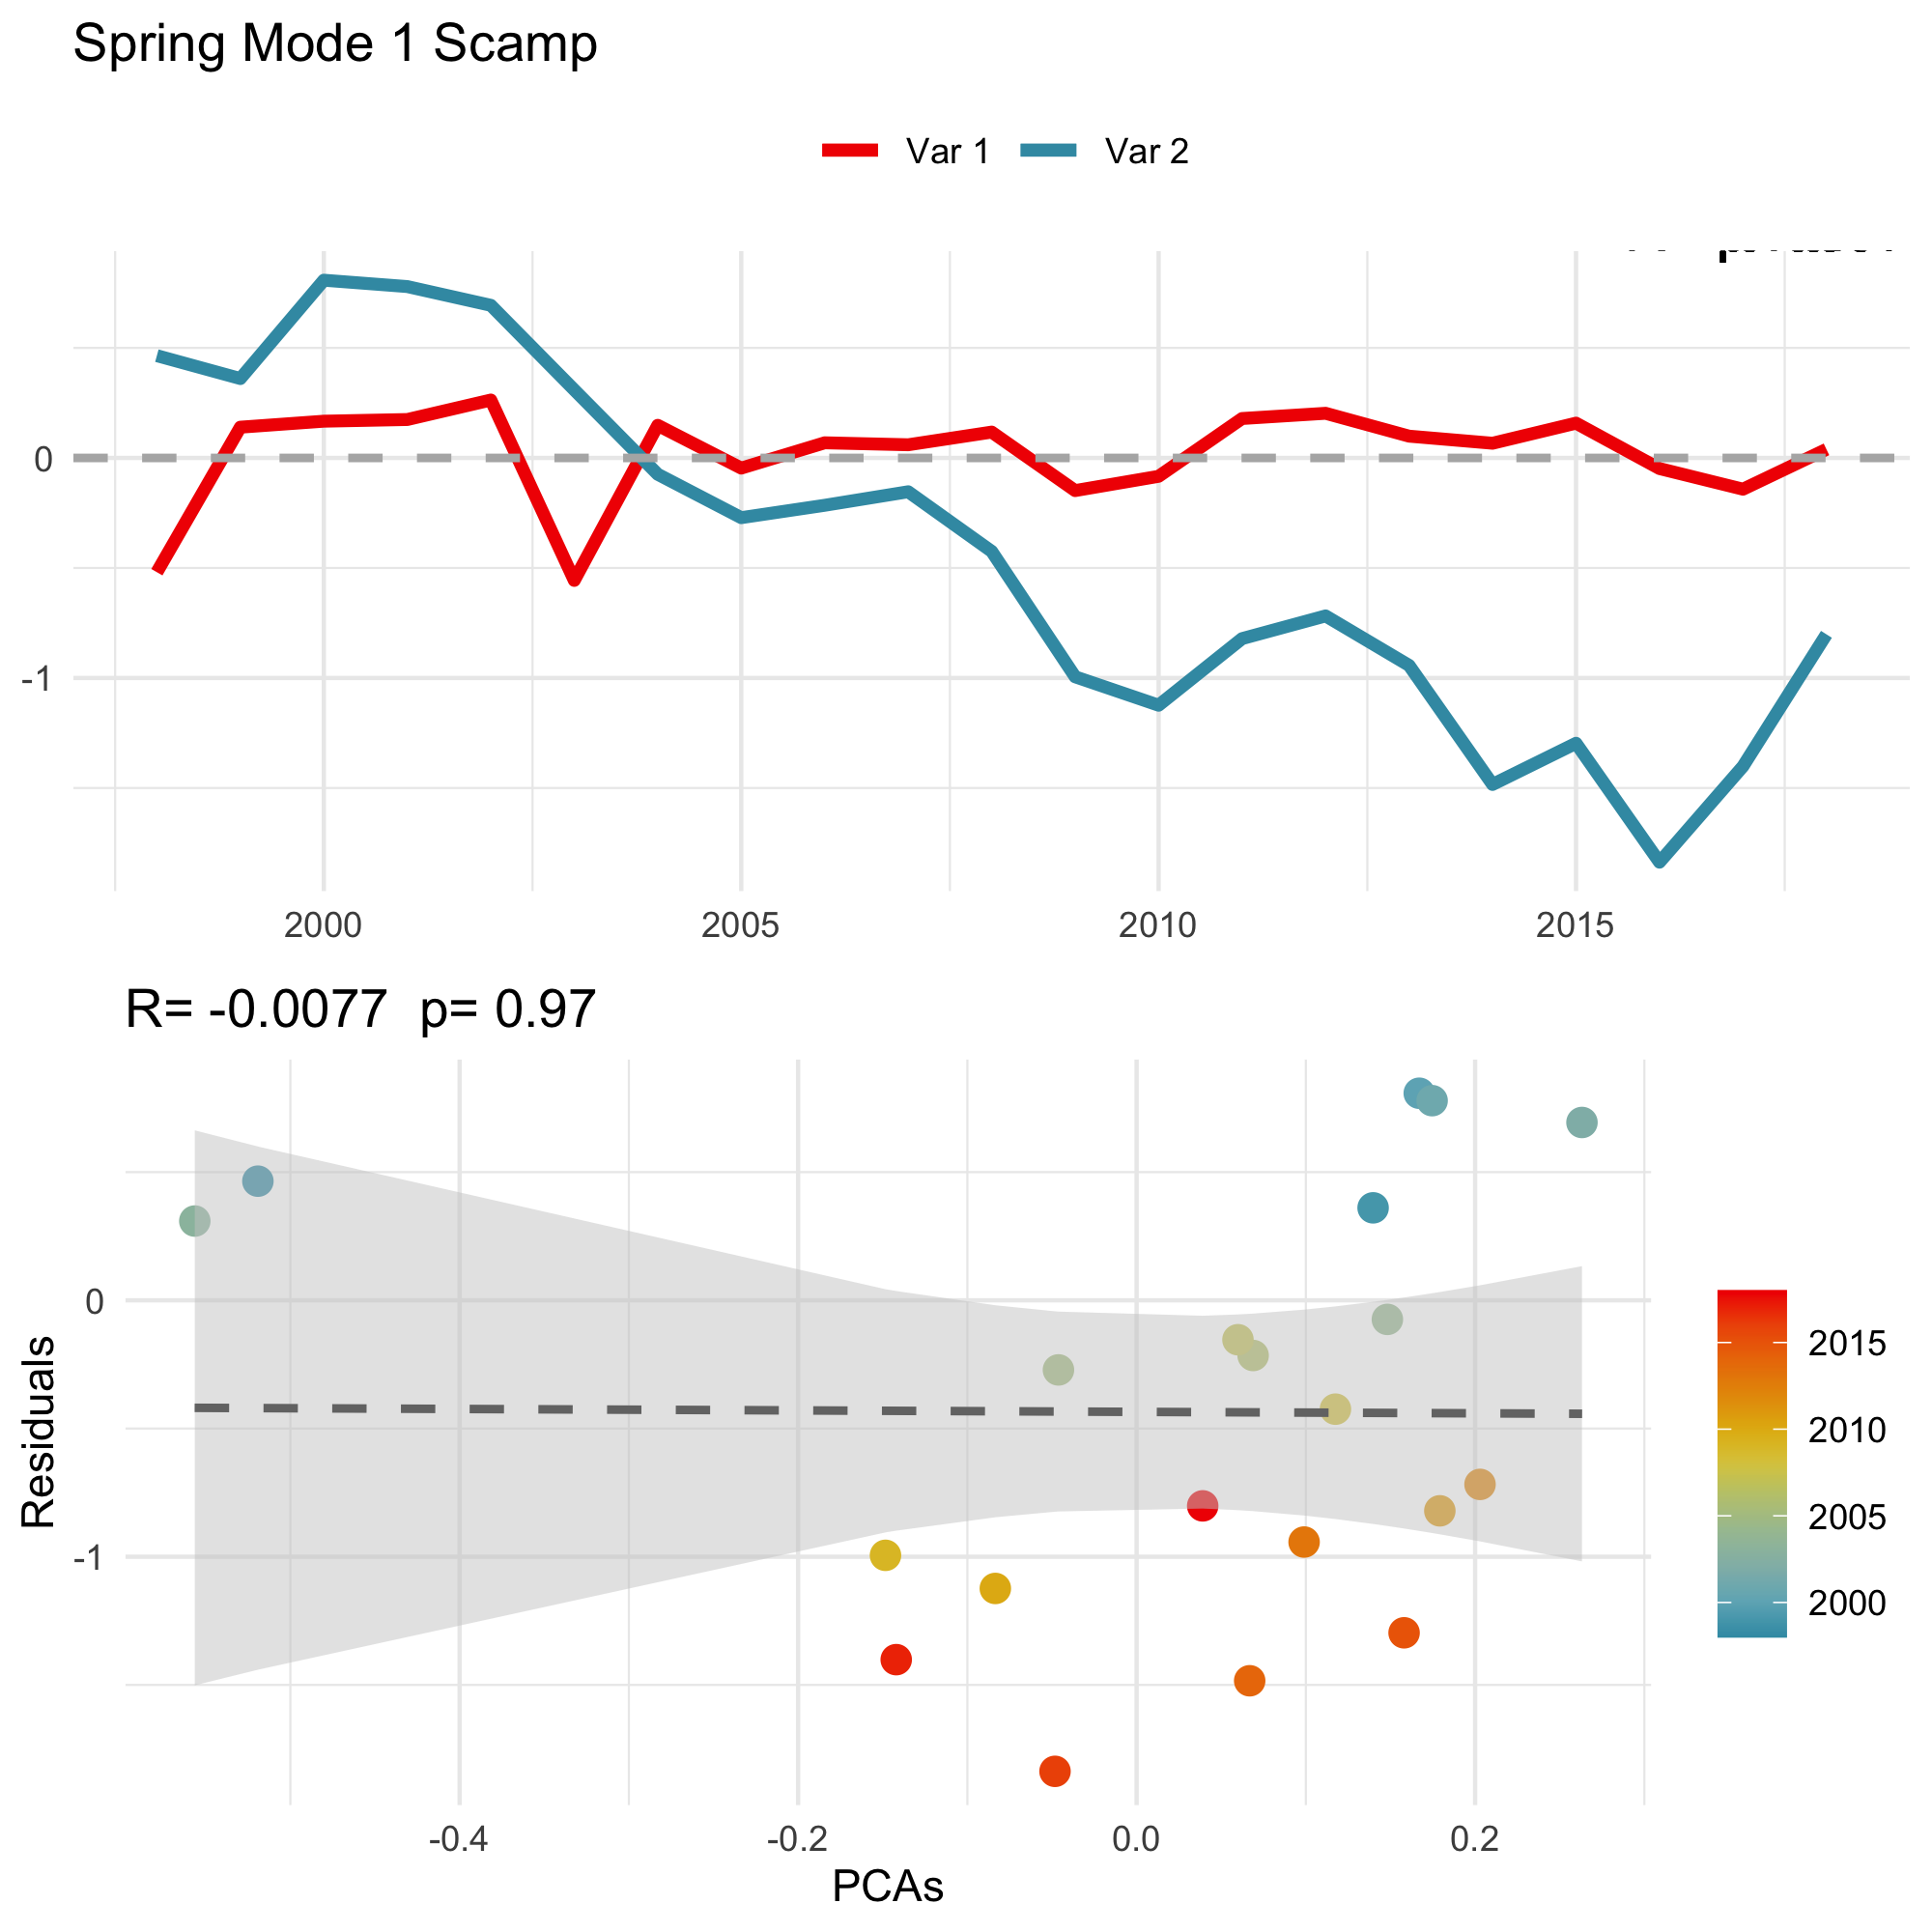 Spring Mode 1 Scamp
Var 1 Var 2
0
-1
2000 2005 2010 2015
R= -0.0077 p= 0.97
Residuals
0
-1
-0.4 -0.2 0.0 0.2
PCAs
2015
2010
2005
2000